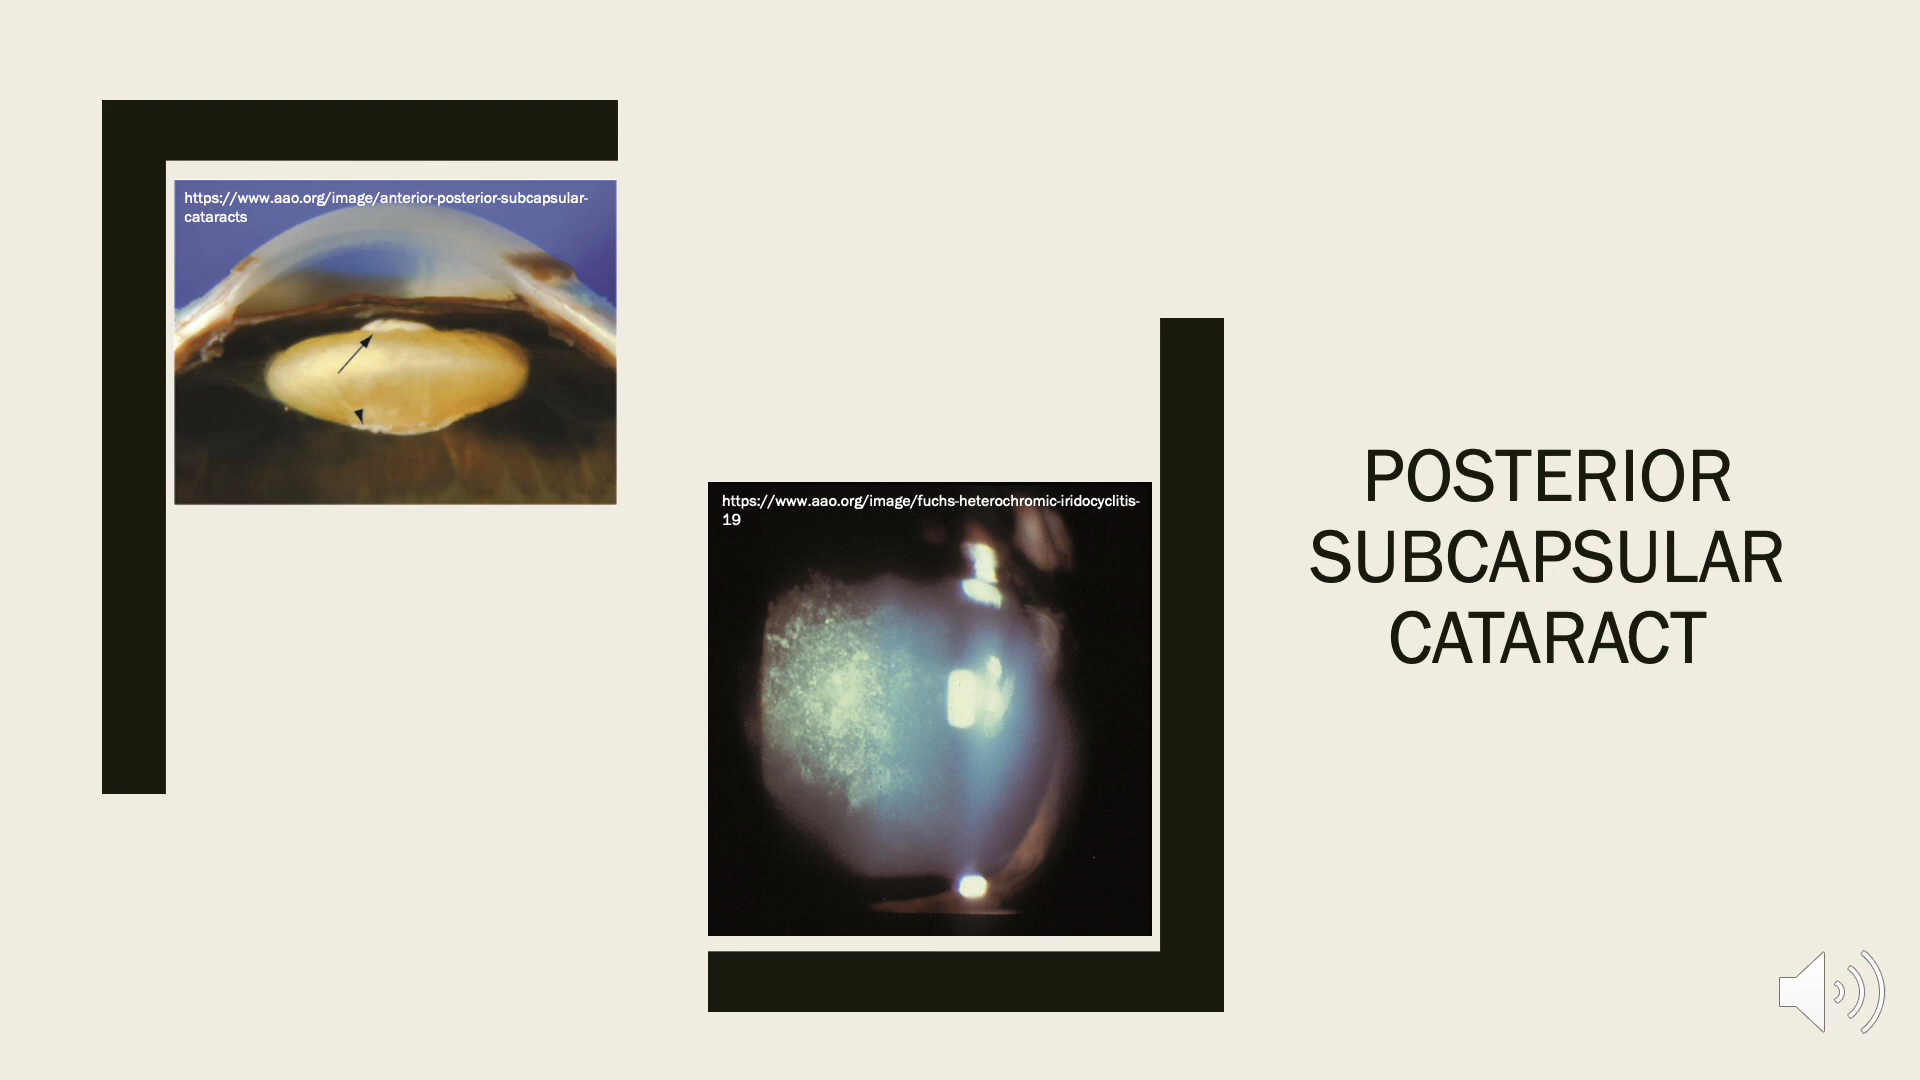 https://www.aao.org/image/anterior-posterior-subcapsular-
cataracts
https://www.aao.org/image/fuchs-heterochromic-iridocyclitis-
19
POSTERIOR
SUBCAPSULAR
CATARACT